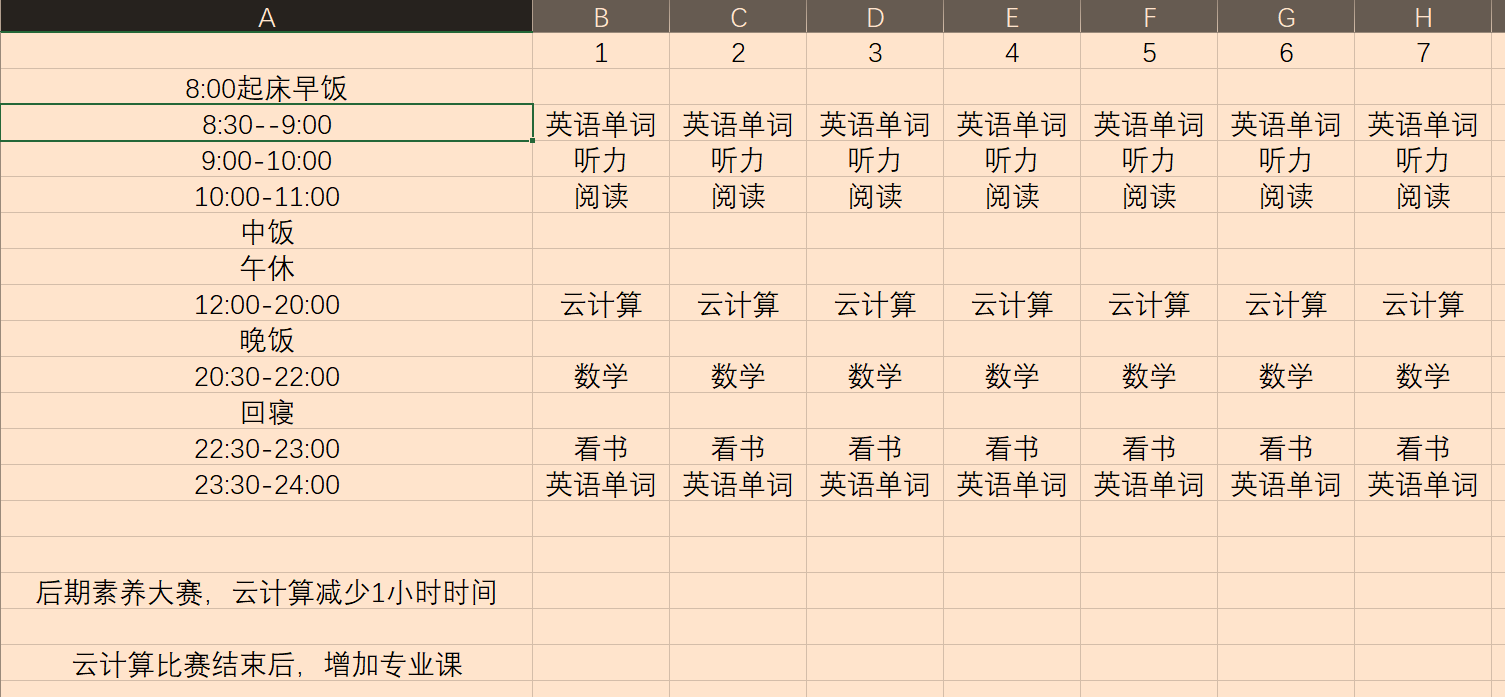 A B C D E F G H
1 2 3 4 5 6 7
8:00起床早饭
8:30--9:00 英语单词 英语单词 英语单词 英语单词 英语单词 英语单词 英语单词
9:00-10:00 听力 听力 听力 听力 听力 听力 听力
10:00-11:00 阅读 阅读 阅读 阅读 阅读 阅读 阅读
中饭
午休
12:00-20:00 云计算 云计算 云计算 云计算 云计算 云计算 云计算
晚饭
20:30-22:00 数学 数学 数学 数学 数学 数学 数学
回寝
22:30-23:00 看书 看书 看书 看书 看书 看书 看书
23:30-24:00 英语单词 英语单词 英语单词 英语单词 英语单词 英语单词 英语单词
后期素养大赛，云计算减少1小时时间
云计算比赛结束后，增加专业课